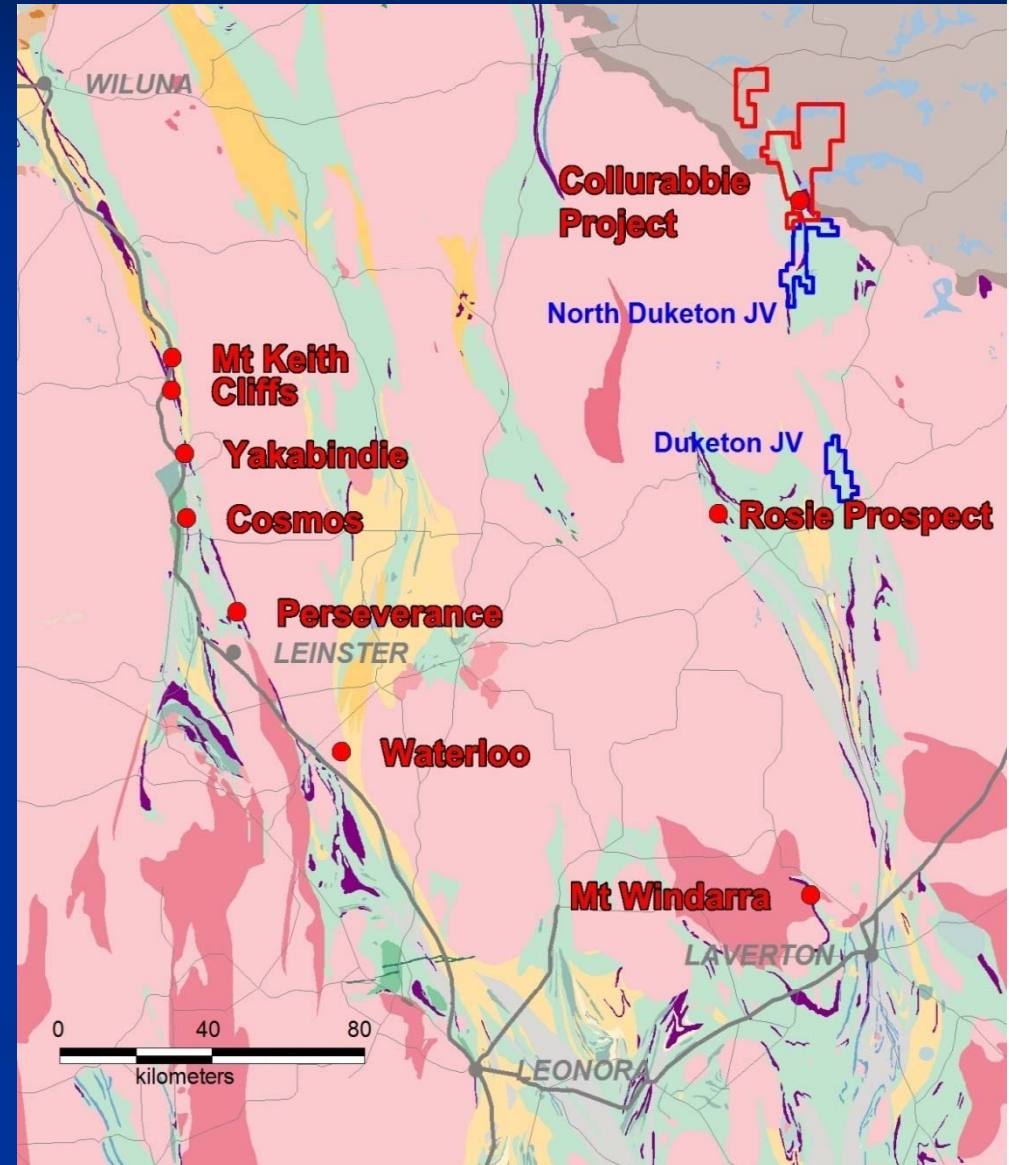 WILUNA
Collurabbie
Project
North Duketon JV
Mt Keith
Cliffs
Duketon JV
Yakabindie
Rosie Prospect
Cosmos
Perseverance
LEINSTER
Waterloo
Mt Windarra
LAVERTON
0 40 80
kilometers
LEONORA